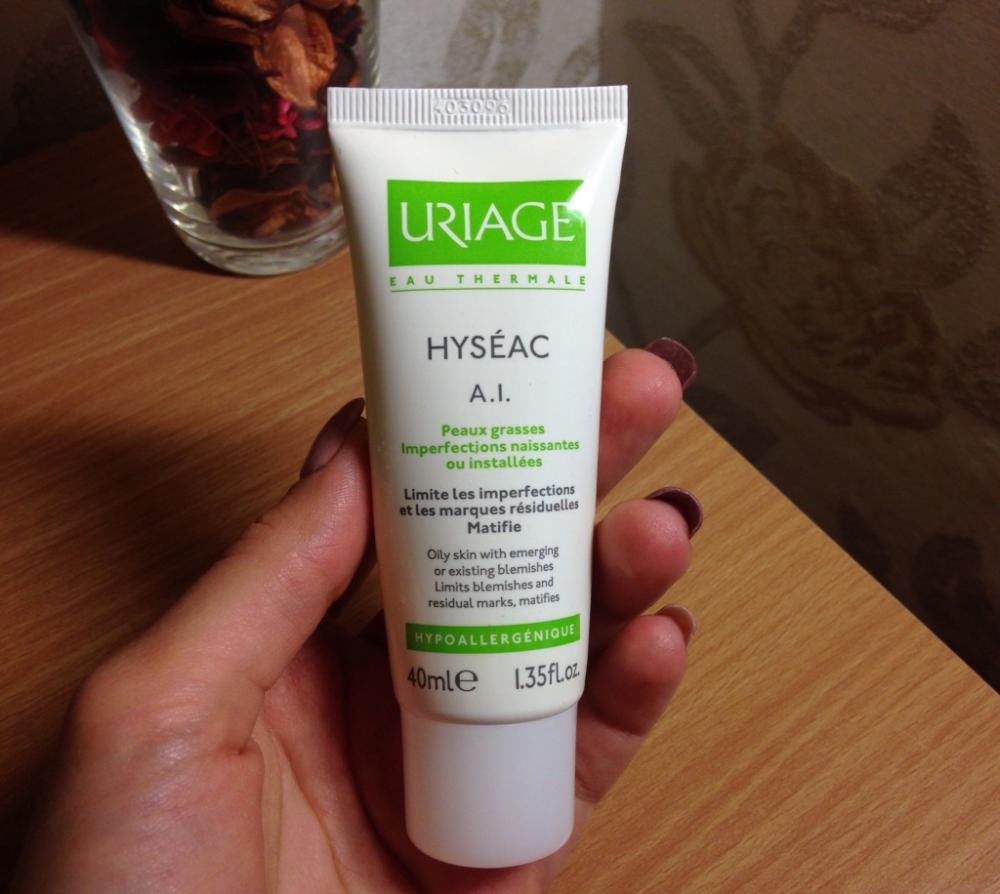 403096
URIAGE
EAU THERMALE
HYSÉAC
A.I.
Peaux grasses
Imperfections naissantes
ou installées
Limite les imperfections
et les marques résiduelles
Matifie
Oily skin with emerging
or existing blemishes
Limits blemishes and
residual marks, matifies
HYPOALLERGÉNIQUE
40ml℮ 1.35fl.oz.